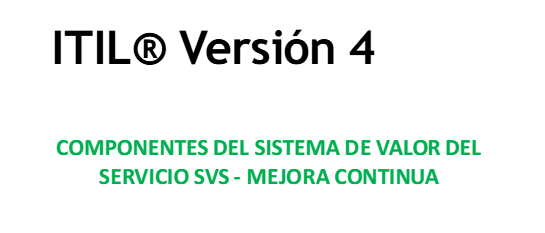 ITIL® Versión 4
COMPONENTES DEL SISTEMA DE VALOR DEL
SERVICIO SVS - MEJORA CONTINUA